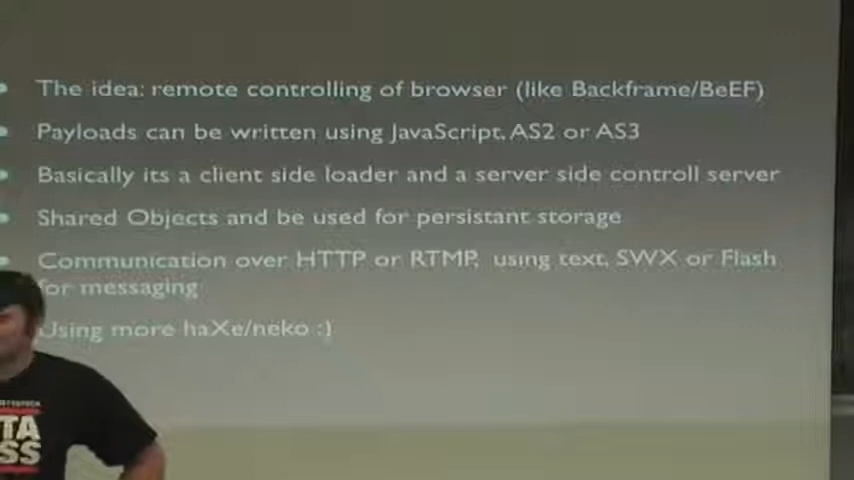 The idea: remote controlling of browser (like Backframe/BeEF)
Payloads can be written using JavaScript, AS2 or AS3
Basically its a client side loader and a server side controll server
Shared Objects and be used for persistant storage
Communication over HTTP or RTMP, using text, SWX or Flash
for messaging
Using more haXe/neko :)
TA
SS